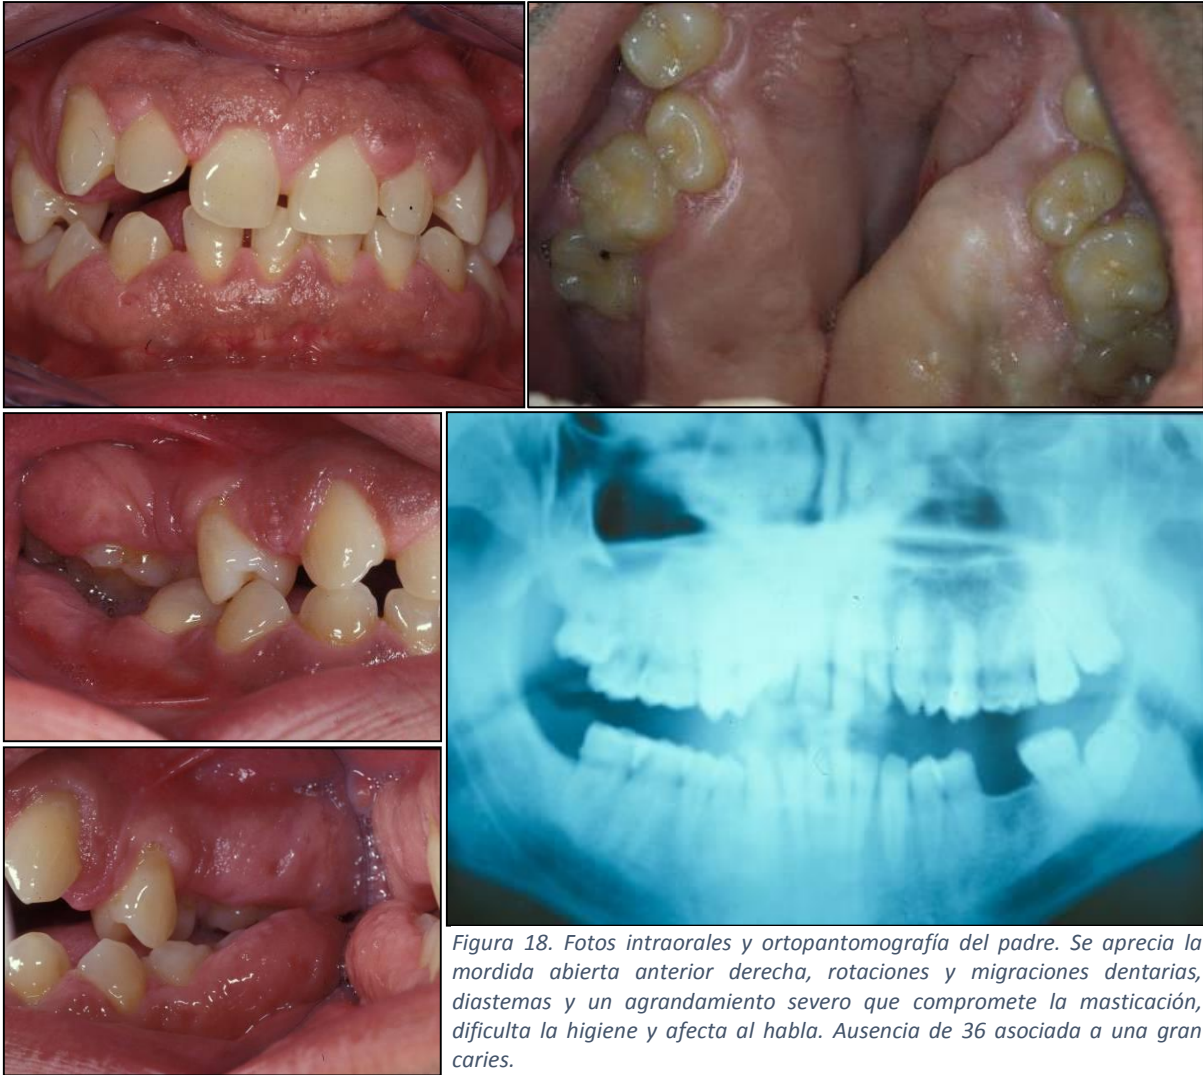 Figura 18. Fotos intraorales y ortopantomografía del padre. Se aprecia la
mordida abierta anterior derecha, rotaciones y migraciones dentarias,
diastemas y un agrandamiento severo que compromete la masticación,
dificulta la higiene y afecta al habla. Ausencia de 36 asociada a una gran
caries.